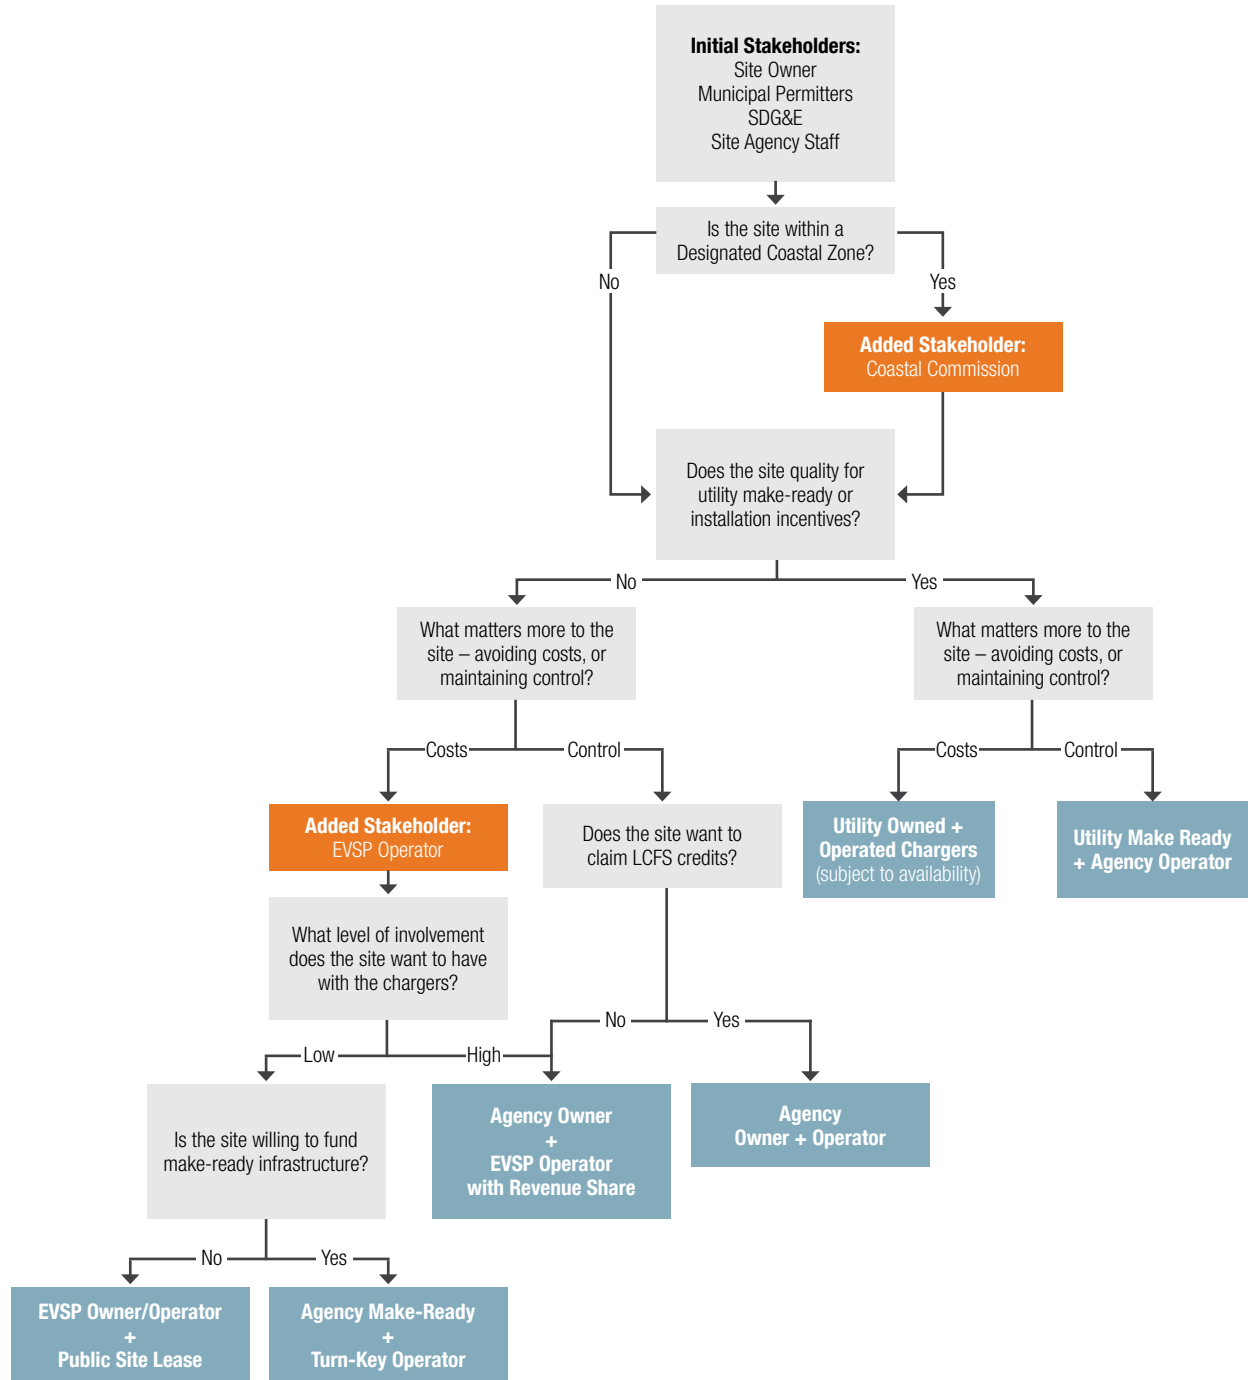 Initial Stakeholders:
Site Owner
Municipal Permitters
SDG&E
Site Agency Staff
Is the site within a
Designated Coastal Zone?
No
Yes
Added Stakeholder:
Coastal Commission
Does the site quality for
utility make-ready or
installation incentives?
No
Yes
What matters more to the
site – avoiding costs, or
maintaining control?
What matters more to the
site – avoiding costs, or
maintaining control?
Costs
Control
Costs
Control
Added Stakeholder:
EVSP Operator
Does the site want to
claim LCFS credits?
Utility Owned +
Operated Chargers
(subject to availability)
Utility Make Ready
+ Agency Operator
What level of involvement
does the site want to have
with the chargers?
No
Yes
Low
High
Is the site willing to fund
make-ready infrastructure?
Agency Owner
+
EVSP Operator
with Revenue Share
Agency
Owner + Operator
No
Yes
EVSP Owner/Operator
+
Public Site Lease
Agency Make-Ready
+
Turn-Key Operator